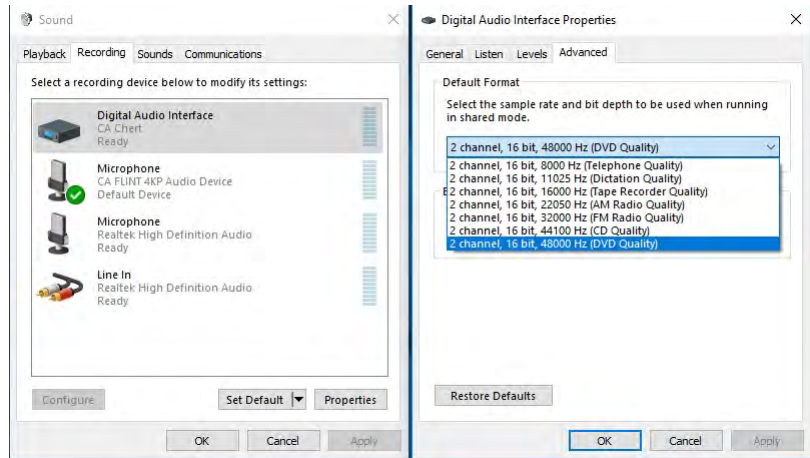 Sound
Playback Recording Sounds Communications
Select a recording device below to modify its settings:
Digital Audio Interface
CA Chert
Ready
Microphone
CA FLINT 4KP Audio Device
Default Device
Microphone
Realtek High Definition Audio
Ready
Line In
Realtek High Definition Audio
Ready
Configure Set Default Properties
OK Cancel Apply
Digital Audio Interface Properties
General Listen Levels Advanced
Default Format
Select the sample rate and bit depth to be used when running
in shared mode.
2 channel, 16 bit, 48000 Hz (DVD Quality)
2 channel, 16 bit, 8000 Hz (Telephone Quality)
2 channel, 16 bit, 11025 Hz (Dictation Quality)
2 channel, 16 bit, 16000 Hz (Tape Recorder Quality)
2 channel, 16 bit, 22050 Hz (AM Radio Quality)
2 channel, 16 bit, 32000 Hz (FM Radio Quality)
2 channel, 16 bit, 44100 Hz (CD Quality)
2 channel, 16 bit, 48000 Hz (DVD Quality)
Restore Defaults
OK Cancel Apply